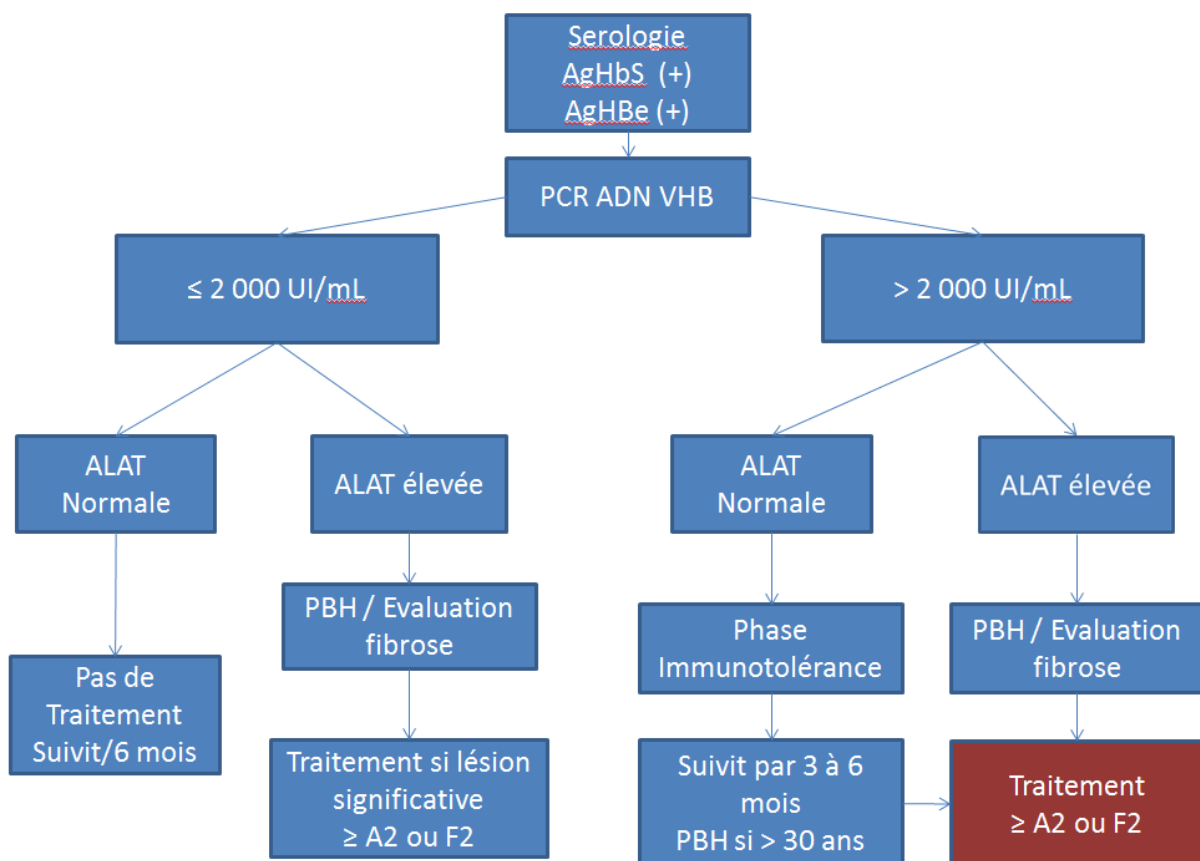 Serologie
AgHbS (+)
AgHBe (+)
PCR ADN VHB
≤ 2 000 UI/mL
> 2 000 UI/mL
ALAT
Normale
ALAT élevée
ALAT
Normale
ALAT élevée
PBH / Evaluation
fibrose
Phase
Immunotolérance
PBH / Evaluation
fibrose
Pas de
Traitement
Suivit/6 mois
Traitement si lésion
significative
≥ A2 ou F2
Suivit par 3 à 6
mois
PBH si > 30 ans
Traitement
≥ A2 ou F2